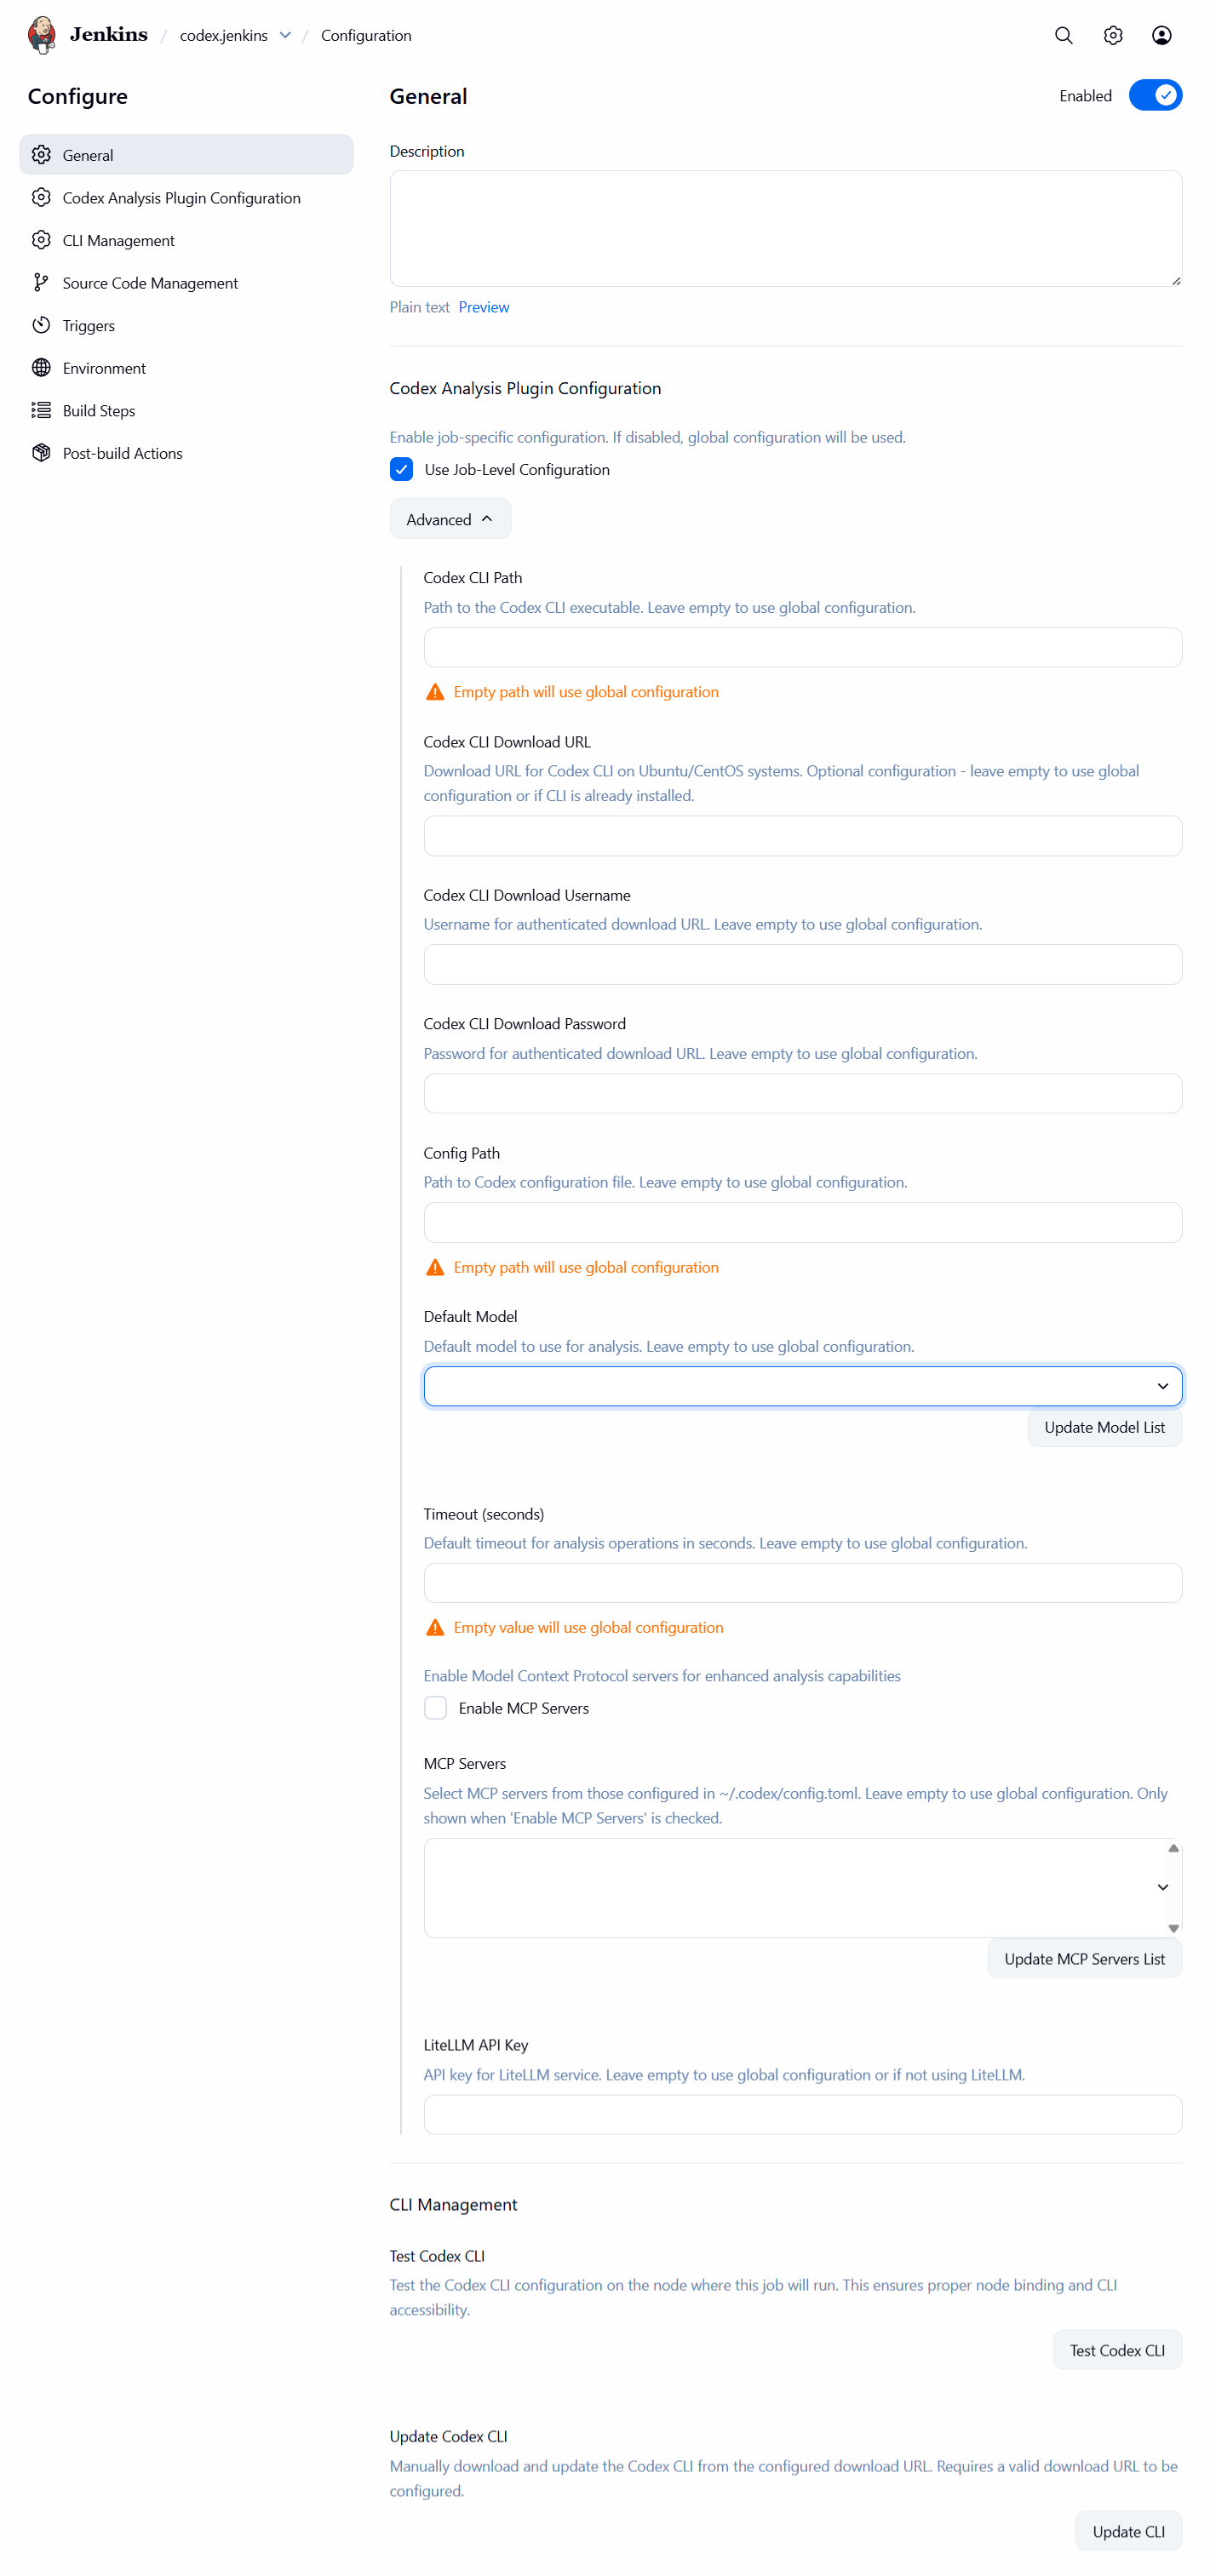 Jenkins / codex.jenkins / Configuration
Configure
General
Codex Analysis Plugin Configuration
CLI Management
Source Code Management
Triggers
Environment
Build Steps
Post-build Actions
General
Enabled
Description
Plain text Preview
Codex Analysis Plugin Configuration
Enable job-specific configuration. If disabled, global configuration will be used.
Use Job-Level Configuration
Advanced
Codex CLI Path
Path to the Codex CLI executable. Leave empty to use global configuration.
Empty path will use global configuration
Codex CLI Download URL
Download URL for Codex CLI on Ubuntu/CentOS systems. Optional configuration - leave empty to use global
configuration or if CLI is already installed.
Codex CLI Download Username
Username for authenticated download URL. Leave empty to use global configuration.
Codex CLI Download Password
Password for authenticated download URL. Leave empty to use global configuration.
Config Path
Path to Codex configuration file. Leave empty to use global configuration.
Empty path will use global configuration
Default Model
Default model to use for analysis. Leave empty to use global configuration.
Update Model List
Timeout (seconds)
Default timeout for analysis operations in seconds. Leave empty to use global configuration.
Empty value will use global configuration
Enable Model Context Protocol servers for enhanced analysis capabilities
Enable MCP Servers
MCP Servers
Select MCP servers from those configured in ~/.codex/config.toml. Leave empty to use global configuration. Only
shown when 'Enable MCP Servers' is checked.
Update MCP Servers List
LiteLLM API Key
API key for LiteLLM service. Leave empty to use global configuration or if not using LiteLLM.
CLI Management
Test Codex CLI
Test the Codex CLI configuration on the node where this job will run. This ensures proper node binding and CLI
accessibility.
Test Codex CLI
Update Codex CLI
Manually download and update the Codex CLI from the configured download URL. Requires a valid download URL to be
configured.
Update CLI